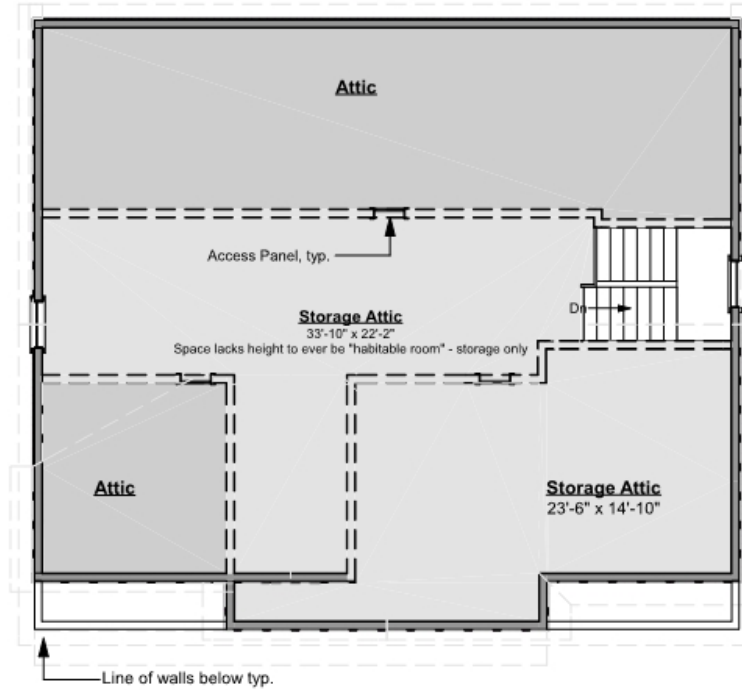 Attic
Access Panel, typ.
Storage Attic
33'-10" x 22'-2"
Space lacks height to ever be "habitable room" - storage only
Dn
Attic
Storage Attic
23'-6" x 14'-10"
Line of walls below typ.